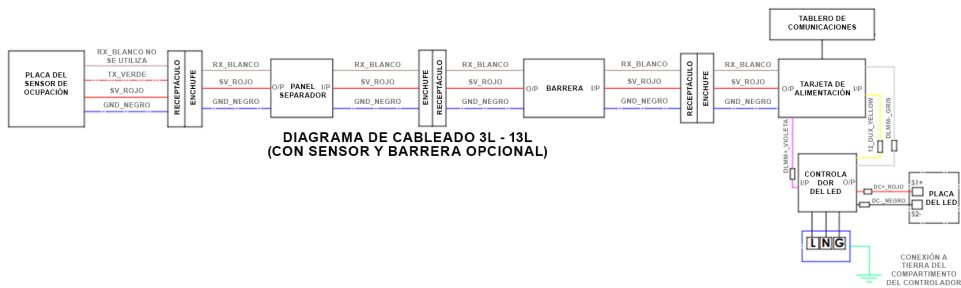 TABLERO DE
COMUNICACIONES
PLACA DEL
SENSOR DE
OCUPACIÓN
RX_BLANCO NO
SE UTILIZA
TX_VERDE
SV_ROJO
GND_NEGRO
RECEPTÁCULO
ENCHUFE
RX_BLANCO
SV_ROJO
GND_NEGRO
O/P
PANEL
SEPARADOR
I/P
RX_BLANCO
SV_ROJO
GND_NEGRO
ENCHUFE
RECEPTÁCULO
RX_BLANCO
SV_ROJO
GND_NEGRO
O/P
BARRERA
I/P
RX_BLANCO
SV_ROJO
GND_NEGRO
RECEPTÁCULO
ENCHUFE
RX_BLANCO
SV_ROJO
GND_NEGRO
O/P
TARJETA DE
ALIMENTACIÓN
I/P
DIAGRAMA DE CABLEADO 3L - 13L
(CON SENSOR Y BARRERA OPCIONAL)
DLMM+_VIOLETA
12_DUX_YELLOW
DLMM-_GRIS
CONTROLA
DOR
DEL LED
I/P
O/P
DC+_ROJO
DC-_NEGRO
S1+
PLACA
DEL LED
S2-
L N G
CONEXIÓN A
TIERRA DEL
COMPARTIMENTO
DEL CONTROLADOR